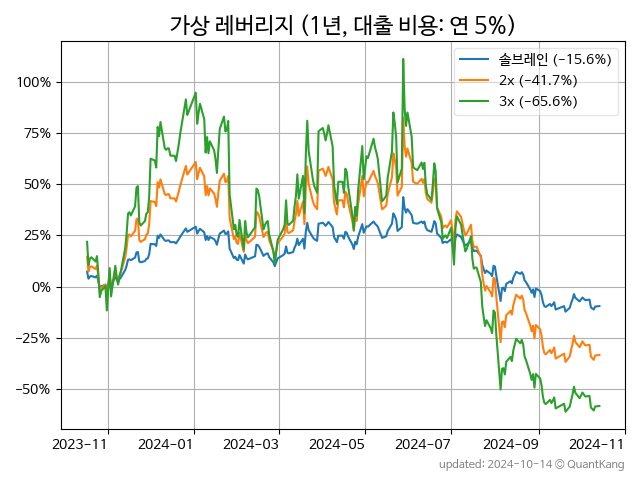 가상 레버리지 (1년, 대출 비용: 연 5%)
솔브레인 (-15.6%)
2x (-41.7%)
3x (-65.6%)
100%
75%
50%
25%
0%
-25%
-50%
2023-11 2024-01 2024-03 2024-05 2024-07 2024-09 2024-11
updated: 2024-10-14 © QuantKang